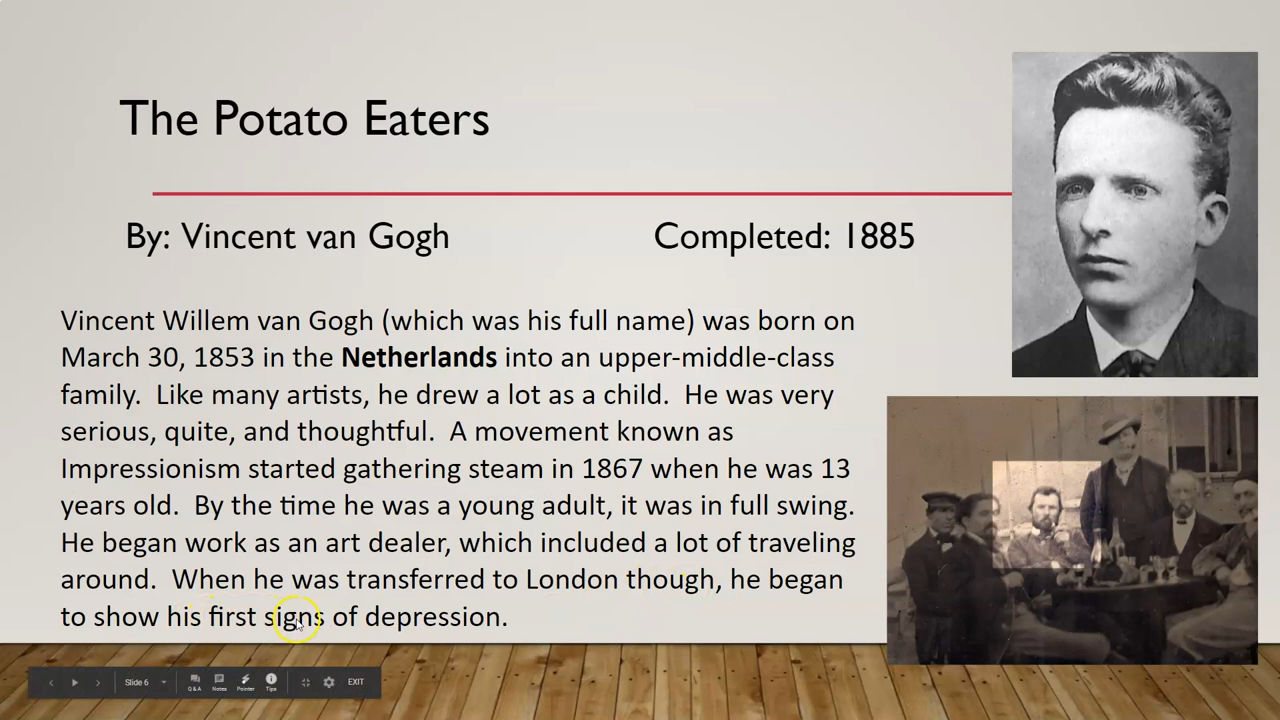 The Potato Eaters
By: Vincent van Gogh Completed: 1885
Vincent Willem van Gogh (which was his full name) was born on
March 30, 1853 in the Netherlands into an upper-middle-class
family.  Like many artists, he drew a lot as a child.  He was very
serious, quite, and thoughtful.  A movement known as
Impressionism started gathering steam in 1867 when he was 13
years old.  By the time he was a young adult, it was in full swing.
He began work as an art dealer, which included a lot of traveling
around.  When he was transferred to London though, he began
to show his first signs of depression.
Slide 6 Q & A Notes Pointer Tips EXIT